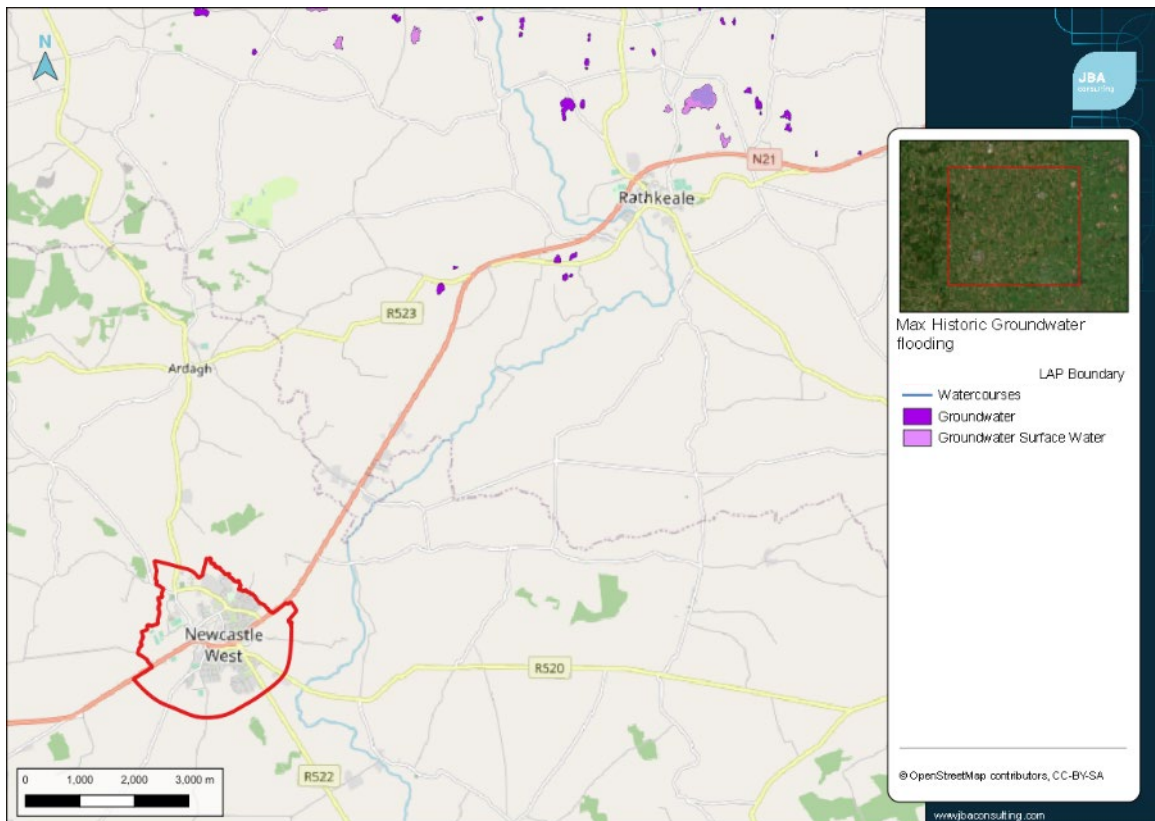 N
N21
Rathkeale
R523
Ardagh
Newcastle
West
R520
R522
0 1,000 2,000 3,000 m
JBA
consulting
Max Historic Groundwater
flooding
LAP Boundary
Watercourses
Groundwater
Groundwater Surface Water
© OpenStreetMap contributors, CC-BY-SA
www.jbaconsulting.com